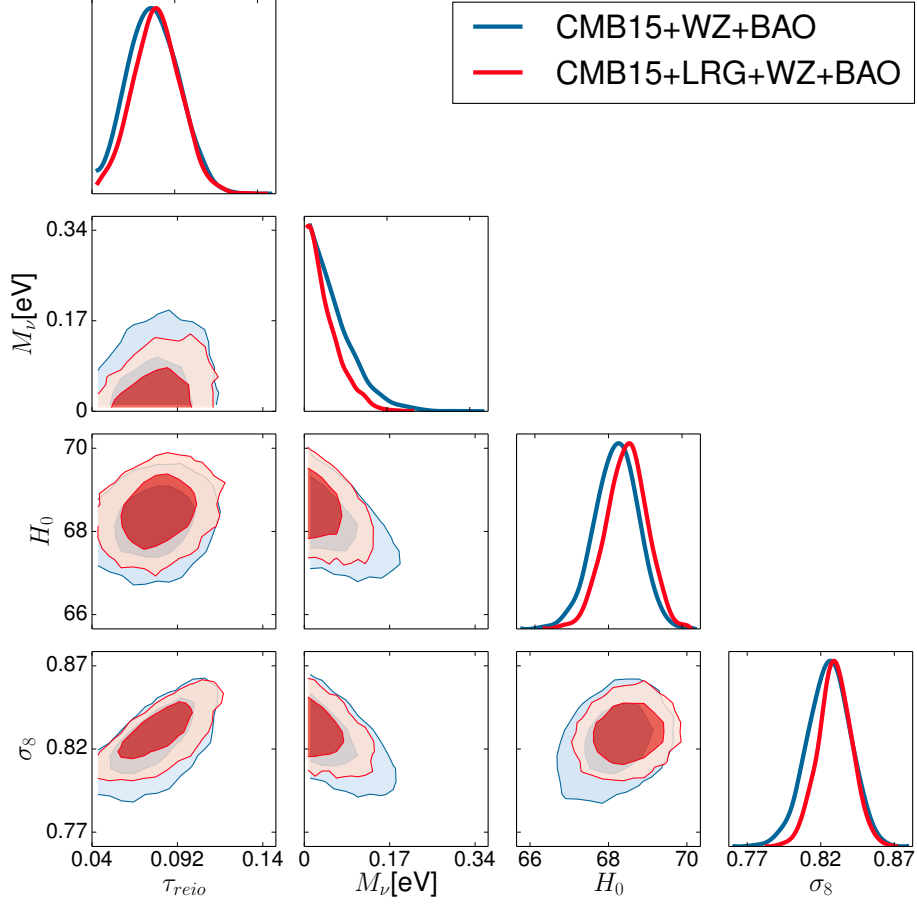 CMB15+WZ+BAO
CMB15+LRG+WZ+BAO
0.34
0.17
0
M_ν[eV]
70
68
66
H_0
0.87
0.82
0.77
σ_8
0.04 0.092 0.14
τ_reio
0 0.17 0.34
M_ν[eV]
66 68 70
H_0
0.77 0.82 0.87
σ_8